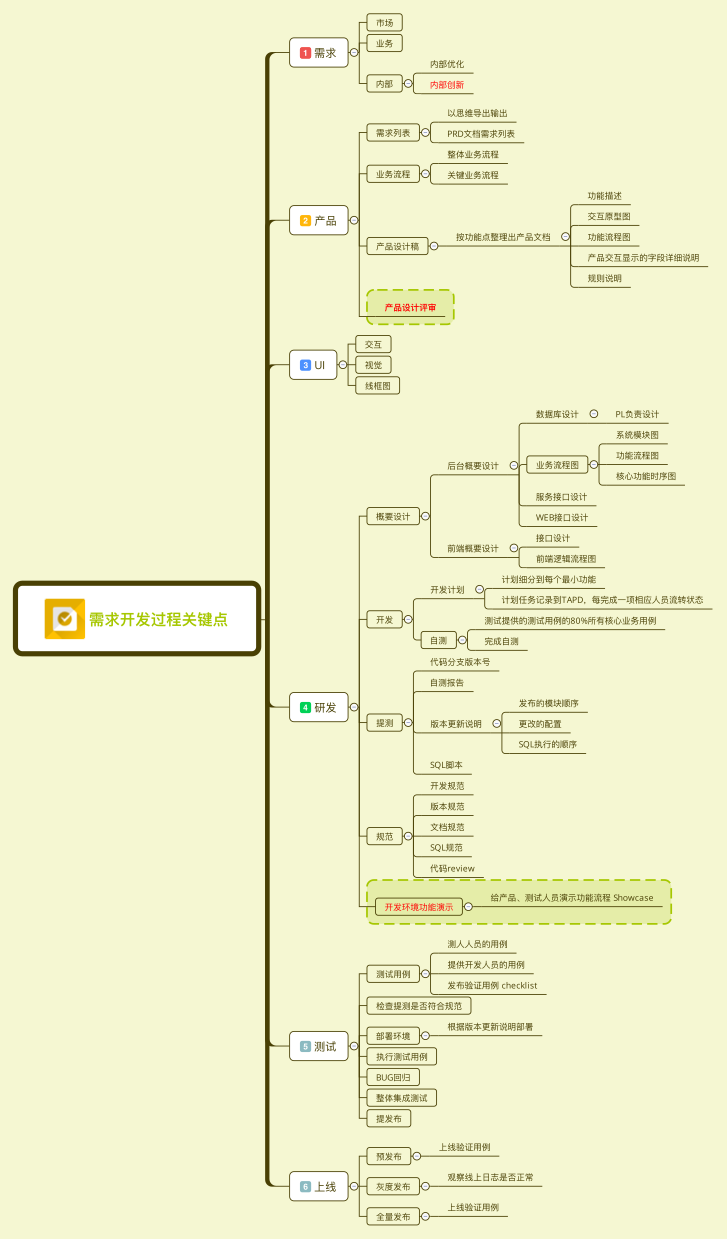 需求开发过程关键点
1 需求
市场
业务
内部
内部优化
内部创新
2 产品
需求列表
以思维导出输出
PRD文档需求列表
业务流程
整体业务流程
关键业务流程
产品设计稿
按功能点整理出产品文档
功能描述
交互原型图
功能流程图
产品交互显示的字段详细说明
规则说明
产品设计评审
3 UI
交互
视觉
线框图
4 研发
概要设计
后台概要设计
数据库设计
PL负责设计
业务流程图
系统模块图
功能流程图
核心功能时序图
服务接口设计
WEB接口设计
前端概要设计
接口设计
前端逻辑流程图
开发
开发计划
计划细分到每个最小功能
计划任务记录到TAPD，每完成一项相应人员流转状态
自测
测试提供的测试用例的80%所有核心业务用例
完成自测
提测
代码分支版本号
自测报告
版本更新说明
发布的模块顺序
更改的配置
SQL执行的顺序
SQL脚本
规范
开发规范
版本规范
文档规范
SQL规范
代码review
开发环境功能演示
给产品、测试人员演示功能流程 Showcase
5 测试
测试用例
测人人员的用例
提供开发人员的用例
发布验证用例 checklist
检查提测是否符合规范
部署环境
根据版本更新说明部署
执行测试用例
BUG回归
整体集成测试
提发布
6 上线
预发布
上线验证用例
灰度发布
观察线上日志是否正常
全量发布
上线验证用例